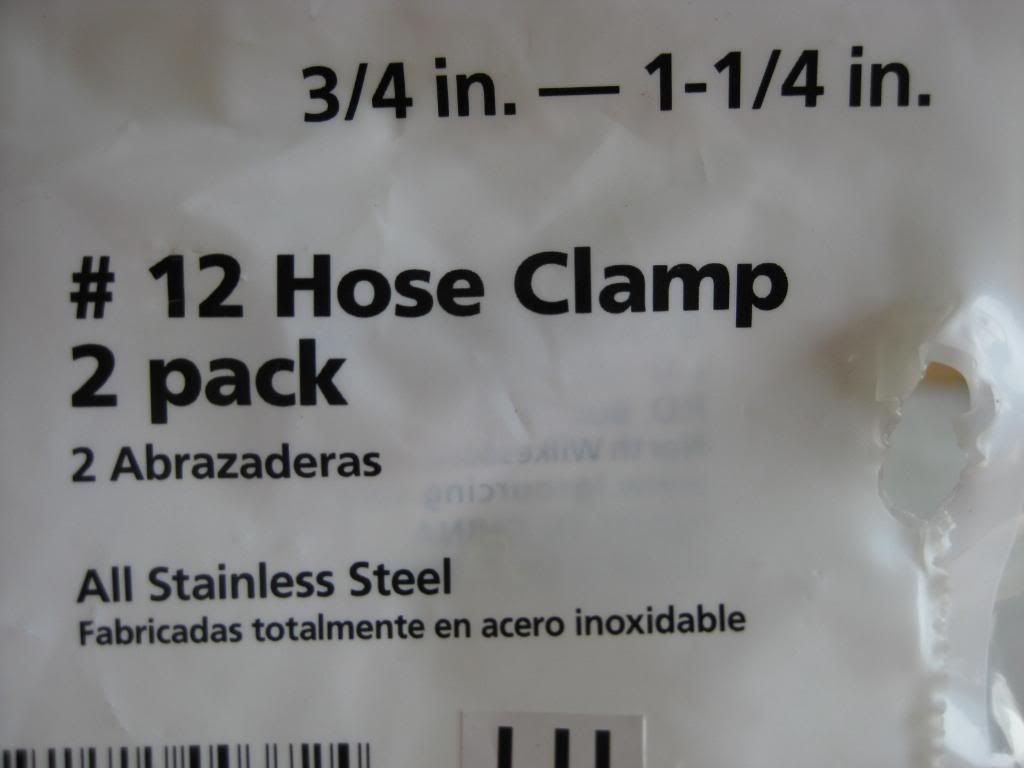 3/4 in. — 1-1/4 in.
# 12 Hose Clamp
2 pack
2 Abrazaderas
All Stainless Steel
Fabricadas totalmente en acero inoxidable